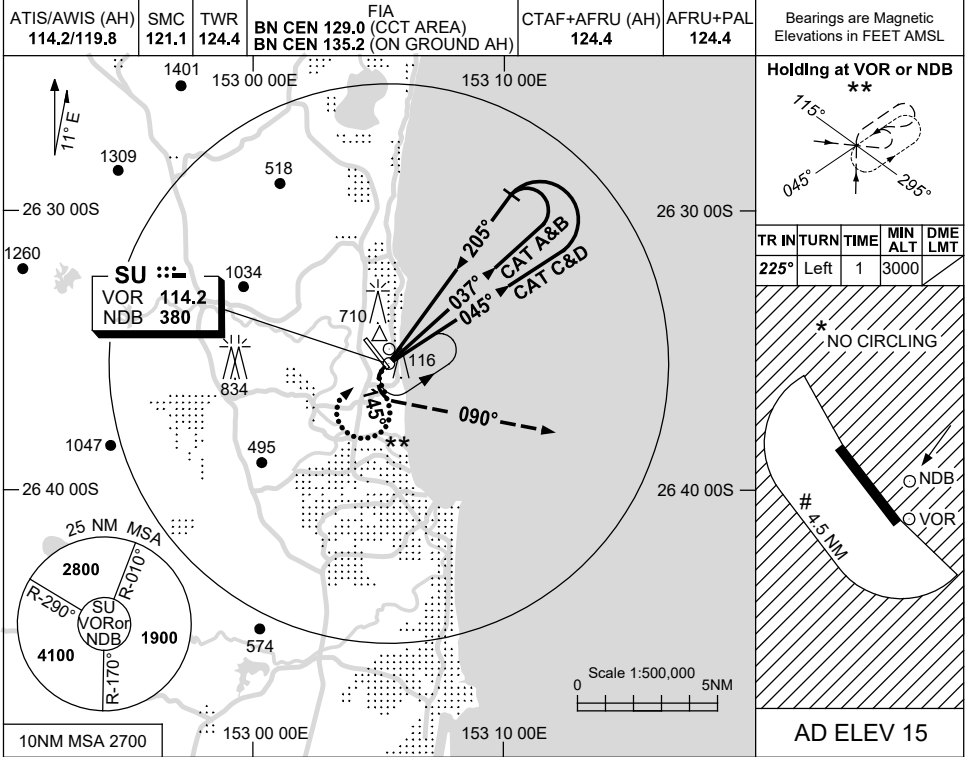 ATIS/AWIS (AH)
114.2/119.8
SMC
121.1
TWR
124.4
FIA
BN CEN 129.0 (CCT AREA)
BN CEN 135.2 (ON GROUND AH)
CTAF+AFRU (AH)
124.4
AFRU+PAL
124.4
Bearings are Magnetic
Elevations in FEET AMSL
1401
153 00 00E
153 10 00E
11° E
1309
518
26 30 00S
26 30 00S
1260
205°
CAT A&B
037°
CAT C&D
045°
SU
VOR 114.2
NDB 380
1034
710
116
834
145°
090°
**
1047
495
26 40 00S
26 40 00S
25 NM MSA
2800
R-010°
R-290°
SU
VORor
NDB
1900
4100
R-170°
574
Scale 1:500,000
0 5NM
10NM MSA 2700
153 00 00E
153 10 00E
Holding at VOR or NDB
**
115°
045°
295°
TR IN TURN TIME MIN ALT DME LMT
225° Left 1 3000
*
NO CIRCLING
NDB
VOR
# 4.5 NM
AD ELEV 15